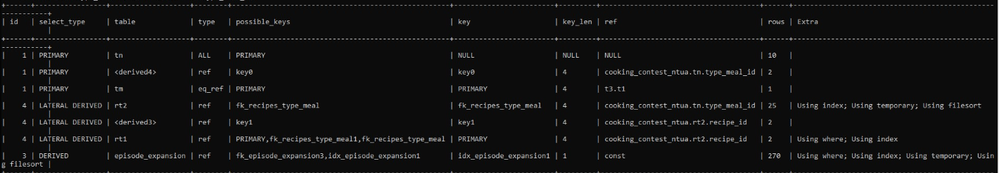 +------+-----------------+-------------------+--------+--------------------------------------------------+------------------------+---------+---------------------------------------+------+---------------------------------------------
-----------+
| id   | select_type     | table             | type   | possible_keys                                    | key                    | key_len | ref                                   | rows | Extra
           |
+------+-----------------+-------------------+--------+--------------------------------------------------+------------------------+---------+---------------------------------------+------+---------------------------------------------
-----------+
|    1 | PRIMARY         | tn                | ALL    | PRIMARY                                          | NULL                   | NULL    | NULL                                  | 10   |
           |
|    1 | PRIMARY         | <derived4>        | ref    | key0                                             | key0                   | 4       | cooking_contest_ntua.tn.type_meal_id | 2    |
           |
|    1 | PRIMARY         | tm                | eq_ref | PRIMARY                                          | PRIMARY                | 4       | t3.t1                                 | 1    |
           |
|    4 | LATERAL DERIVED | rt2               | ref    | fk_recipes_type_meal                             | fk_recipes_type_meal   | 4       | cooking_contest_ntua.tn.type_meal_id | 25   | Using index; Using temporary; Using filesort
           |
|    4 | LATERAL DERIVED | <derived3>        | ref    | key1                                             | key1                   | 4       | cooking_contest_ntua.rt2.recipe_id    | 2    |
           |
|    4 | LATERAL DERIVED | rt1               | ref    | PRIMARY,fk_recipes_type_meal1,fk_recipes_type_meal | PRIMARY              | 4       | cooking_contest_ntua.rt2.recipe_id    | 2    | Using where; Using index
           |
|    3 | DERIVED         | episode_expansion | ref    | fk_episode_expansion3,idx_episode_expansion1     | idx_episode_expansion1 | 1       | const                                 | 270  | Using where; Using index; Using temporary; Usin
g filesort |